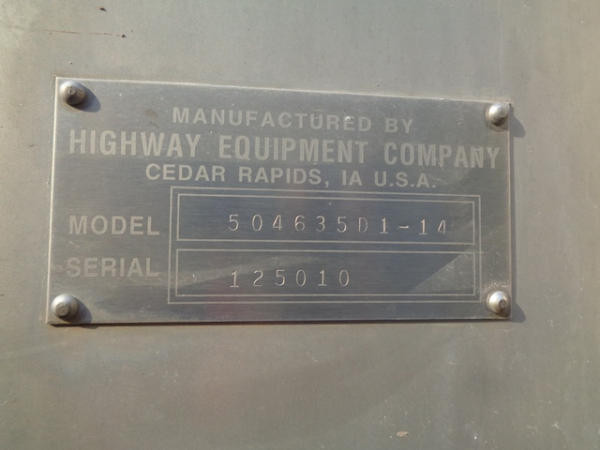 MANUFACTURED BY
HIGHWAY EQUIPMENT COMPANY
CEDAR RAPIDS, IA U.S.A.
MODEL 504635D1-14
SERIAL 125010